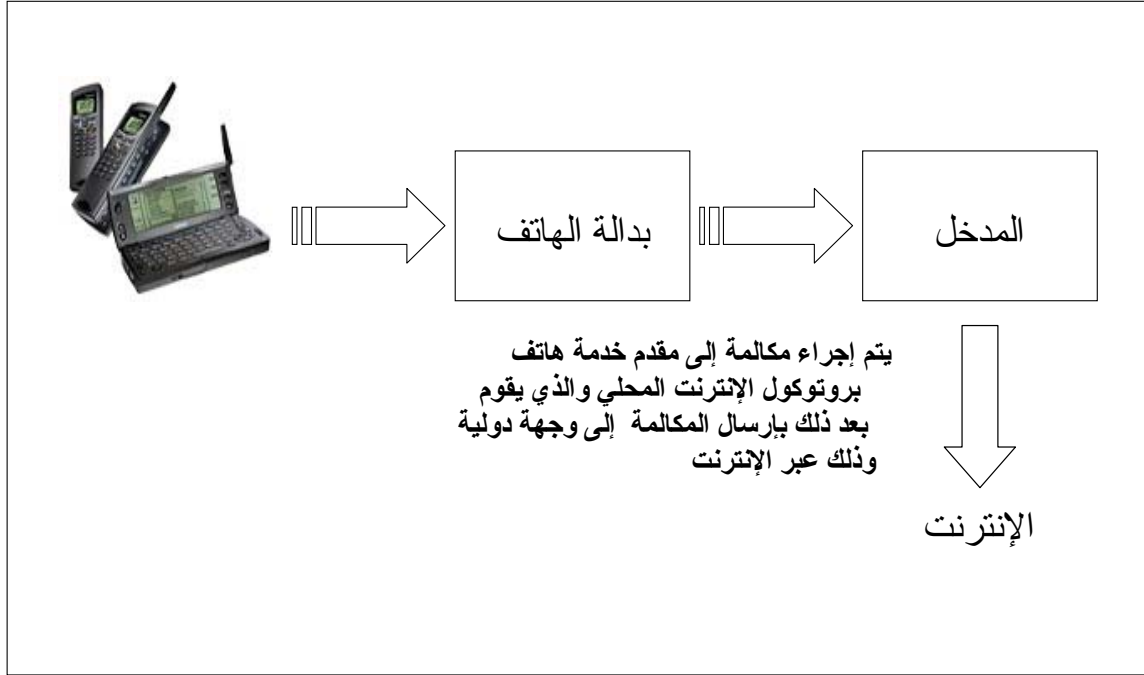 بدالة الهاتف
المدخل
يتم إجراء مكالمة إلى مقدم خدمة هاتف
بروتوكول الإنترنت المحلي والذي يقوم
بعد ذلك بإرسال المكالمة إلى وجهة دولية
وذلك عبر الإنترنت
الإنترنت